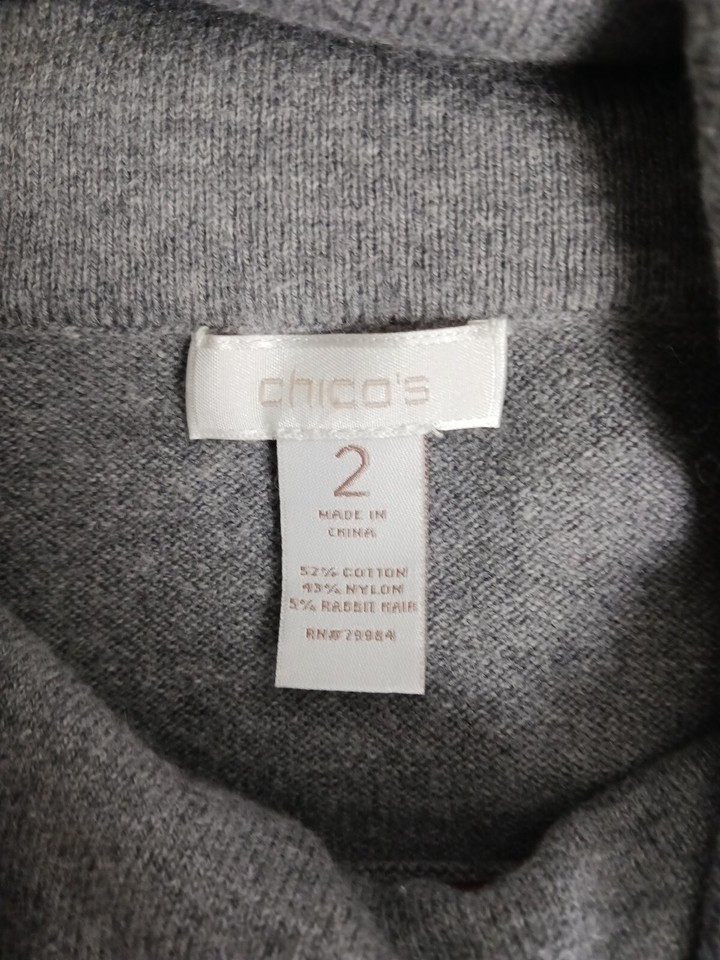 chico's
2
MADE IN
CHINA
52% COTTON
43% NYLON
5% RABBIT HAIR
RN# 79984